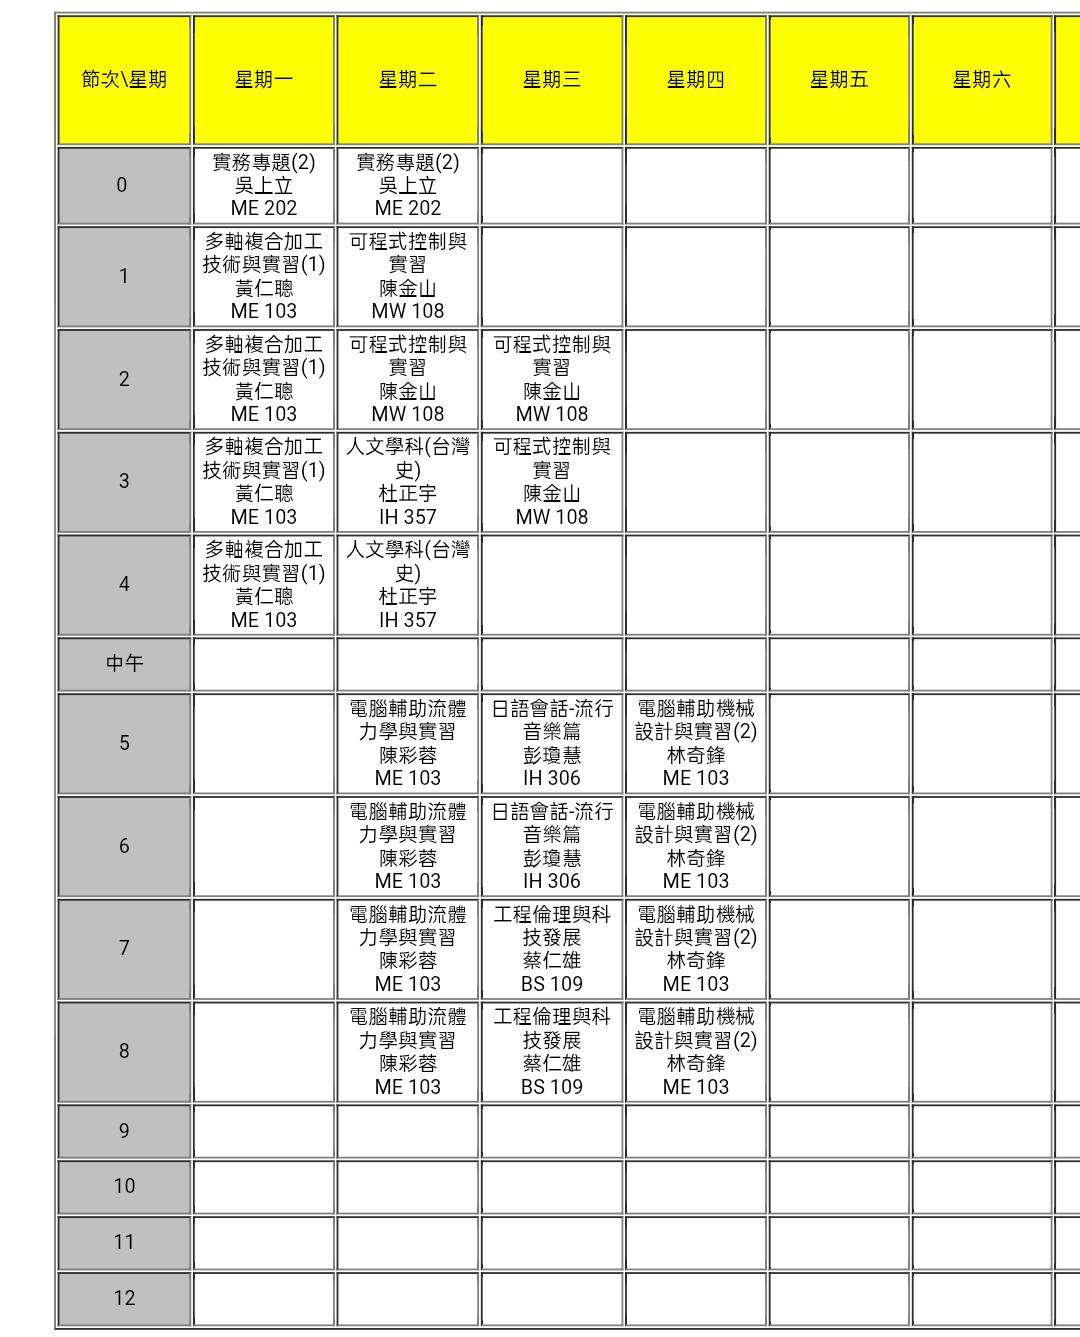 節次\星期 星期一 星期二 星期三 星期四 星期五 星期六
0
實務專題(2)
吳上立
ME 202
實務專題(2)
吳上立
ME 202
1
多軸複合加工
技術與實習(1)
黃仁聰
ME 103
可程式控制與
實習
陳金山
MW 108
2
多軸複合加工
技術與實習(1)
黃仁聰
ME 103
可程式控制與
實習
陳金山
MW 108
可程式控制與
實習
陳金山
MW 108
3
多軸複合加工
技術與實習(1)
黃仁聰
ME 103
人文學科(台灣
史)
杜正宇
IH 357
可程式控制與
實習
陳金山
MW 108
4
多軸複合加工
技術與實習(1)
黃仁聰
ME 103
人文學科(台灣
史)
杜正宇
IH 357
中午
5
電腦輔助流體
力學與實習
陳彩蓉
ME 103
日語會話-流行
音樂篇
彭瓊慧
IH 306
電腦輔助機械
設計與實習(2)
林奇鋒
ME 103
6
電腦輔助流體
力學與實習
陳彩蓉
ME 103
日語會話-流行
音樂篇
彭瓊慧
IH 306
電腦輔助機械
設計與實習(2)
林奇鋒
ME 103
7
電腦輔助流體
力學與實習
陳彩蓉
ME 103
工程倫理與科
技發展
蔡仁雄
BS 109
電腦輔助機械
設計與實習(2)
林奇鋒
ME 103
8
電腦輔助流體
力學與實習
陳彩蓉
ME 103
工程倫理與科
技發展
蔡仁雄
BS 109
電腦輔助機械
設計與實習(2)
林奇鋒
ME 103
9
10
11
12